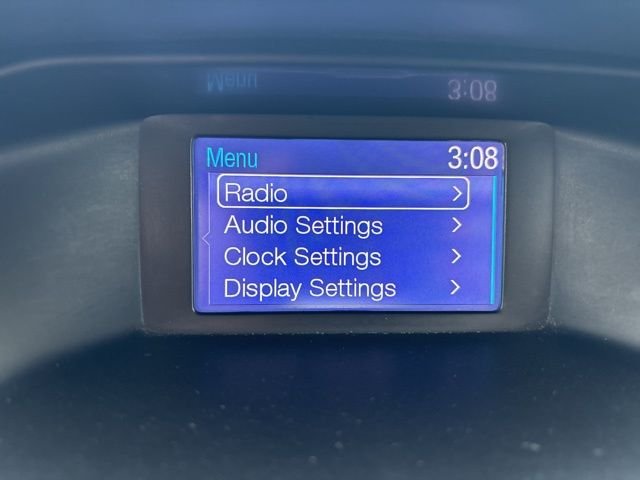 Menu 3:08
Radio >
Audio Settings >
Clock Settings >
Display Settings >